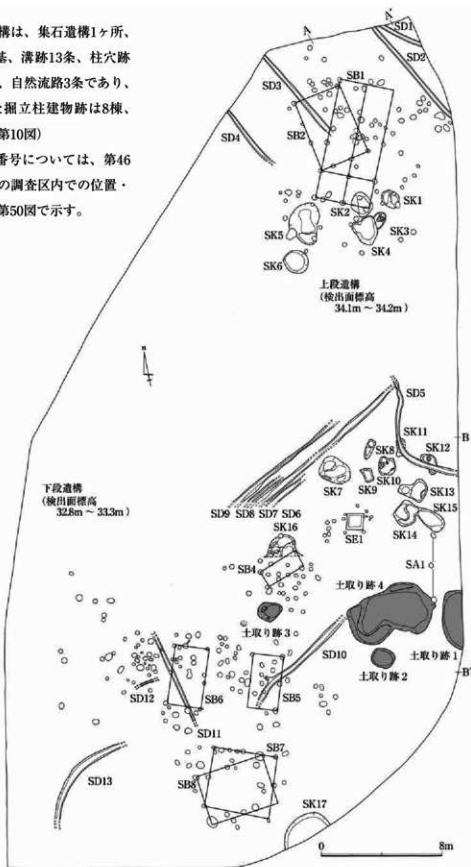 構は、集石遺構1ヶ所、
基、溝跡13条、柱穴跡
、自然流路3条であり、
た掘立柱建物跡は8棟、
第10図)
番号については、第46
の調査区内での位置・
第50図で示す。
A
A'
SD1
SD2
SB1
SD3
SB2
SD4
SK1
SK2
SK3
SK5
SK4
SK6
上段遺構
(検出面標高
34.1m ~ 34.2m)
N
SD5
B
SK11
SK12
SK8
SK10
SK7
SK9
SK13
SK15
下段遺構
(検出面標高
32.8m ~ 33.3m)
SD9 SD8 SD7 SD6
SK16
SE1
SK14
SB4
SA1
土取り跡 4
土取り跡 3
SD10
土取り跡 1
土取り跡 2
B'
SD12
SB6
SB5
SD11
SB7
SD13
SB8
SK17
0 8m